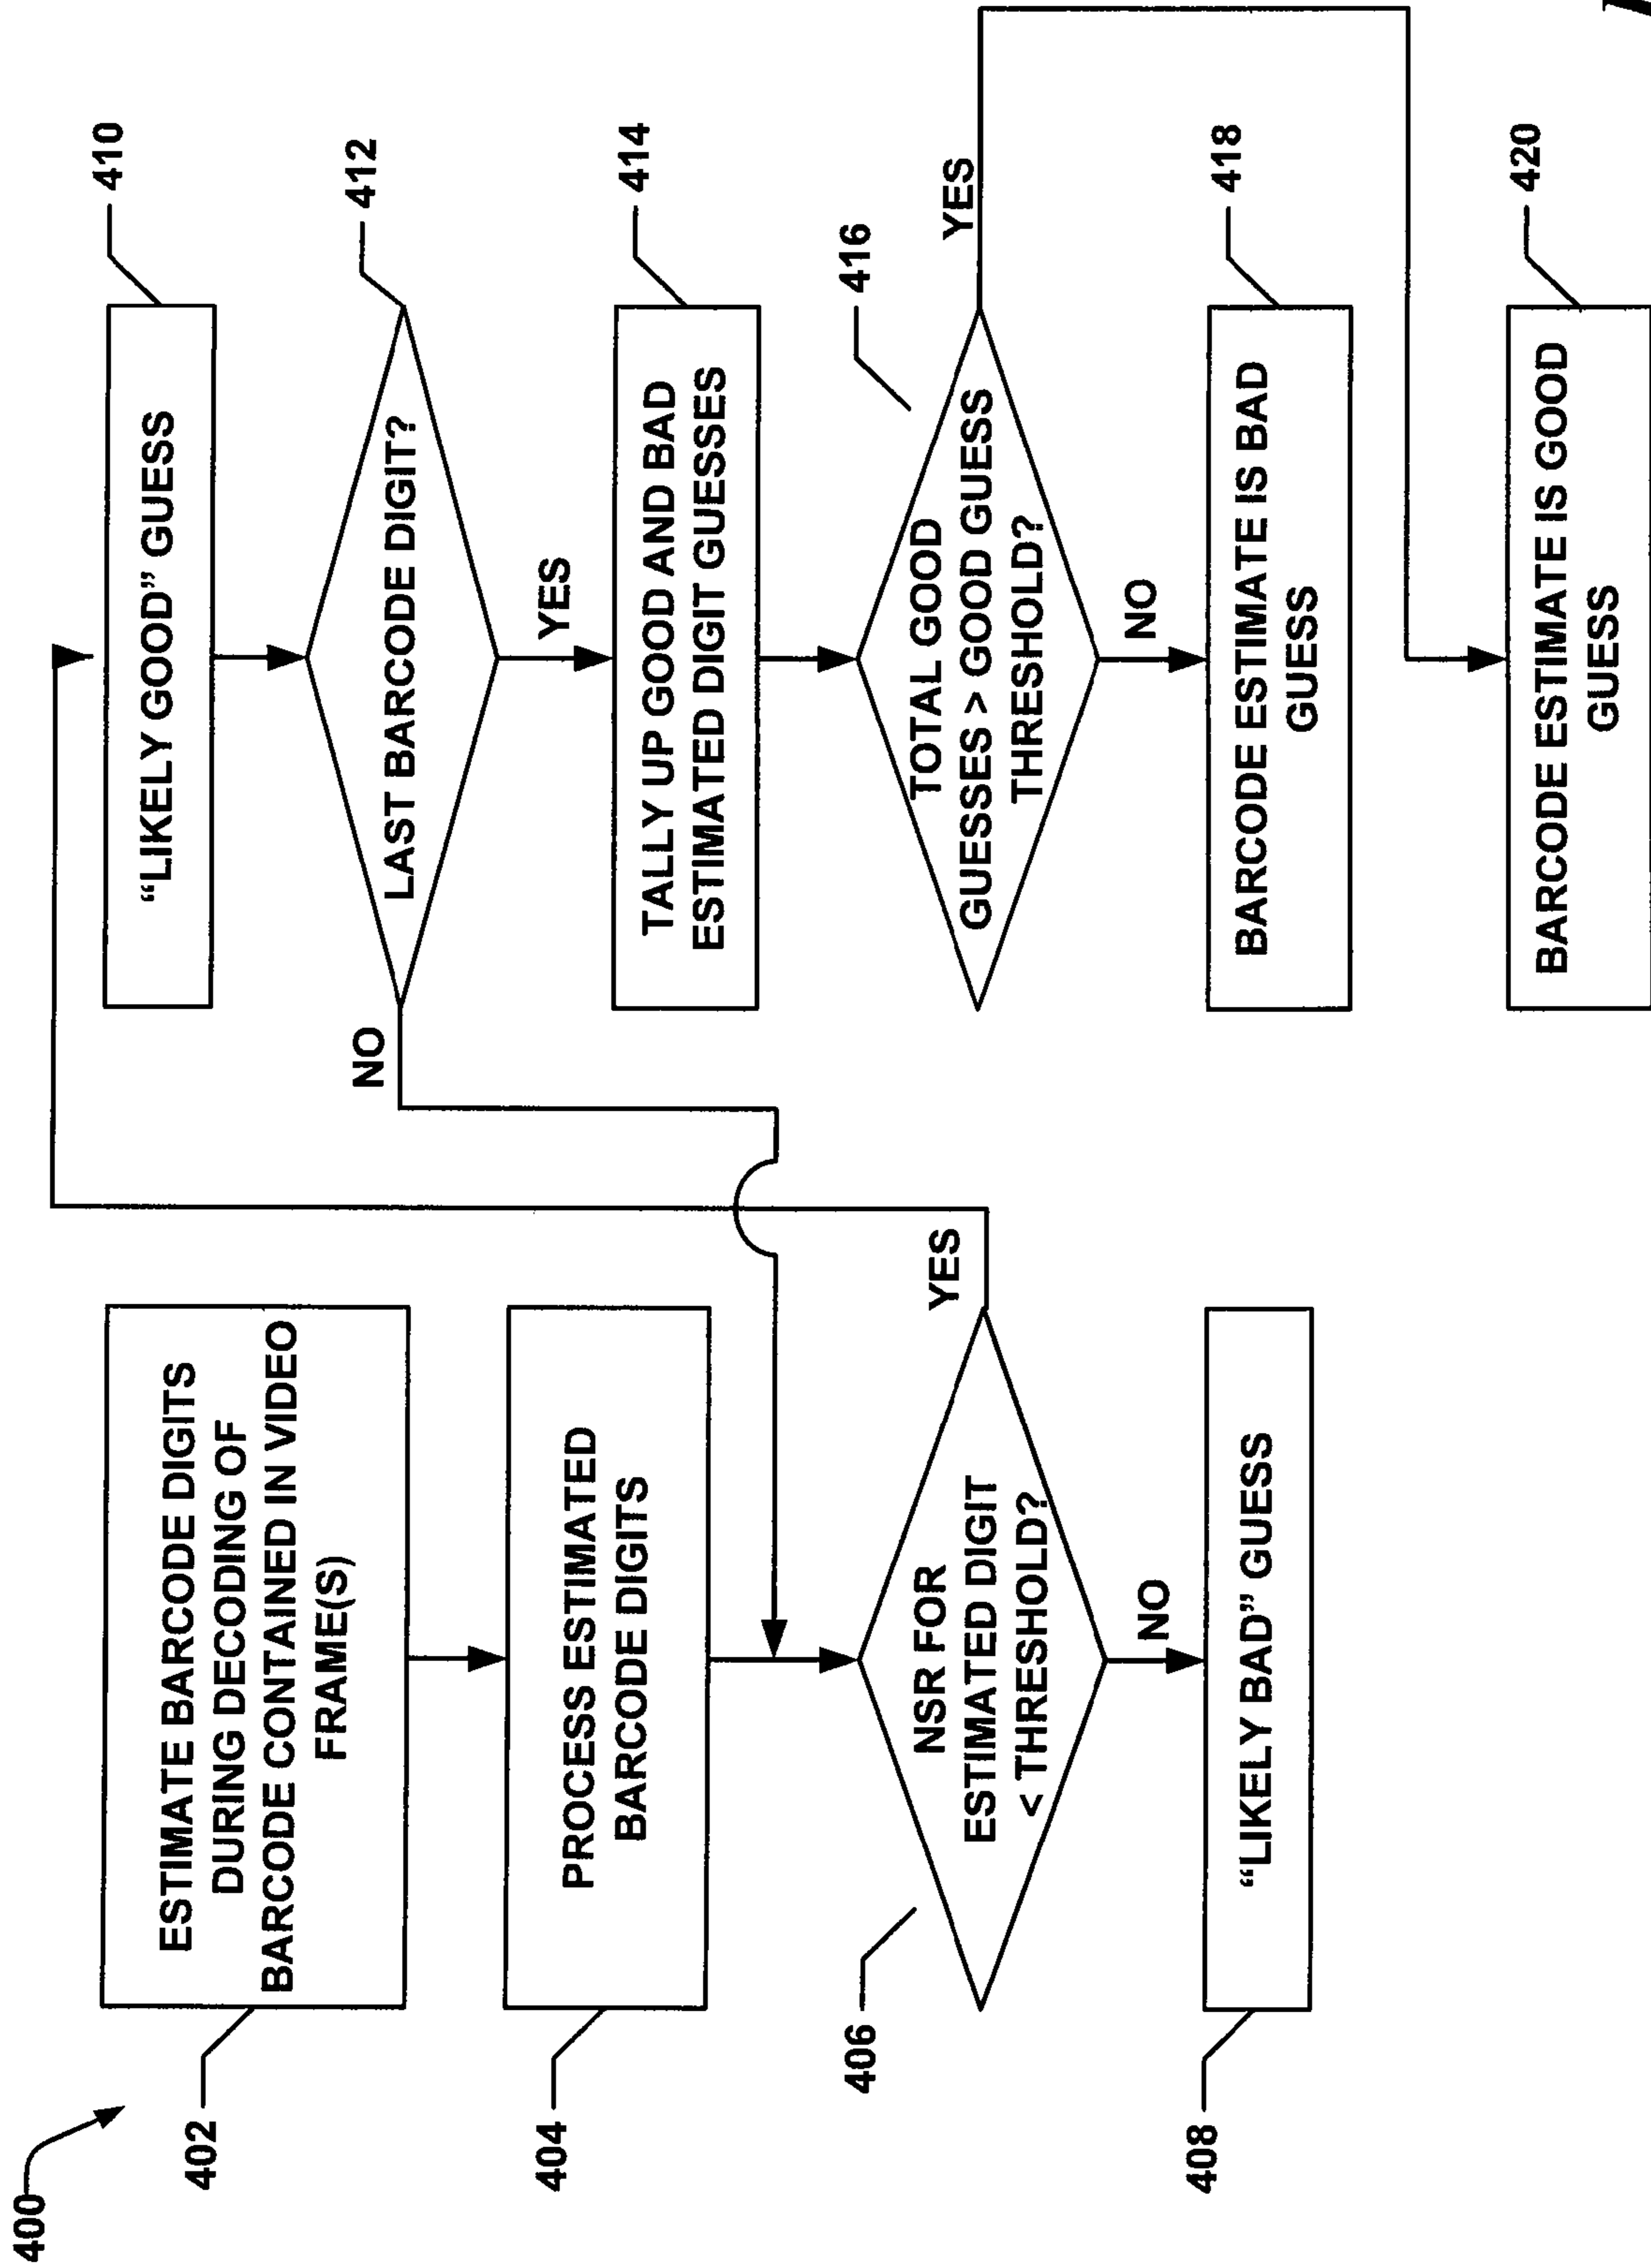 400
402
ESTIMATE BARCODE DIGITS
DURING DECODING OF
BARCODE CONTAINED IN VIDEO
FRAME(S)
404
PROCESS ESTIMATED
BARCODE DIGITS
406
NSR FOR
ESTIMATED DIGIT
< THRESHOLD?
YES
NO
408
“LIKELY BAD” GUESS
410
“LIKELY GOOD” GUESS
412
LAST BARCODE DIGIT?
NO
YES
414
TALLY UP GOOD AND BAD
ESTIMATED DIGIT GUESSES
416
TOTAL GOOD
GUESSES > GOOD GUESS
THRESHOLD?
YES
NO
418
BARCODE ESTIMATE IS BAD
GUESS
420
BARCODE ESTIMATE IS GOOD
GUESS